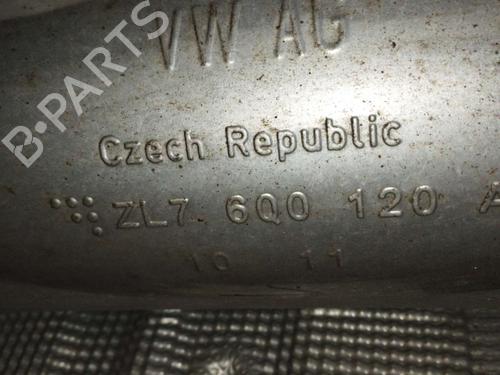 B-PARTS
VW AG
Czech Republic
ZL7 6Q0 120 A
10 11